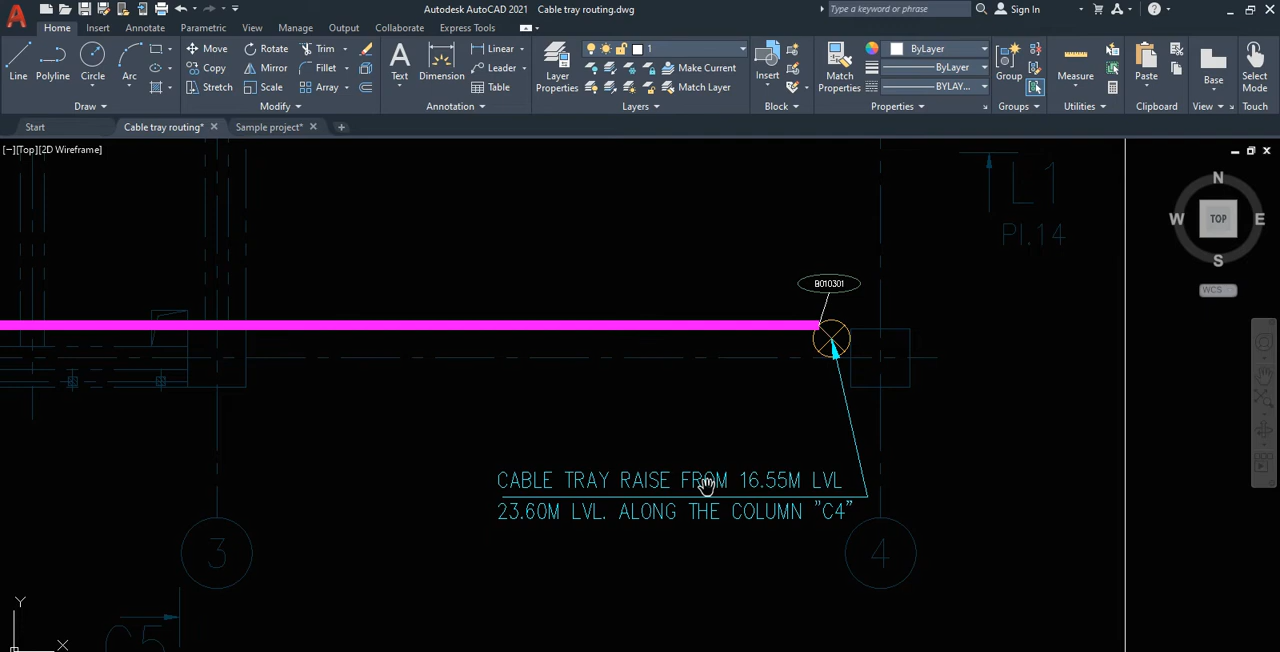 Autodesk AutoCAD 2021 Cable tray routing.dwg
Type a keyword or phrase
Sign In
Home Insert Annotate Parametric View Manage Output Collaborate Express Tools
Line Polyline Circle Arc
Move Rotate Trim
Copy Mirror Fillet
Stretch Scale Array
Text Dimension
Linear
Leader
Table
Layer Properties
1
Make Current
Match Layer
Insert
Match Properties
ByLayer
ByLayer
BYLAY...
Group
Measure
Paste
Base
Select Mode
Draw Modify Annotation Layers Block Properties Groups Utilities Clipboard View Touch
Start Cable tray routing* Sample project*
[−][Top][2D Wireframe]
N
W TOP E
S
WCS
L1
Pl.14
B010301
CABLE TRAY RAISE FROM 16.55M LVL
23.60M LVL. ALONG THE COLUMN "C4"
3 4
Y
X
C5